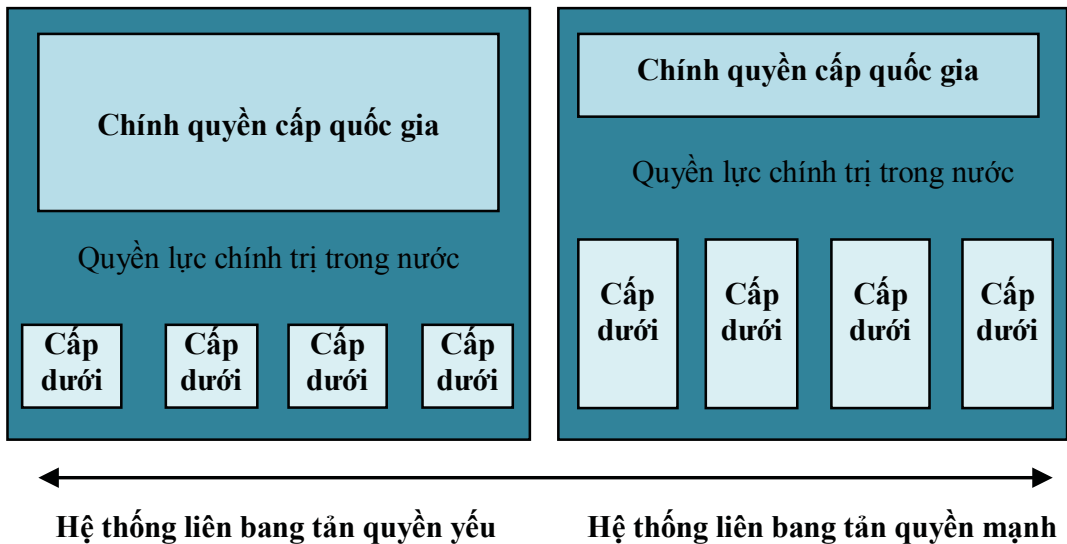 Chính quyền cấp quốc gia
Quyền lực chính trị trong nước
Cấp
dưới
Cấp
dưới
Cấp
dưới
Cấp
dưới
Chính quyền cấp quốc gia
Quyền lực chính trị trong nước
Cấp
dưới
Cấp
dưới
Cấp
dưới
Cấp
dưới
Hệ thống liên bang tản quyền yếu
Hệ thống liên bang tản quyền mạnh